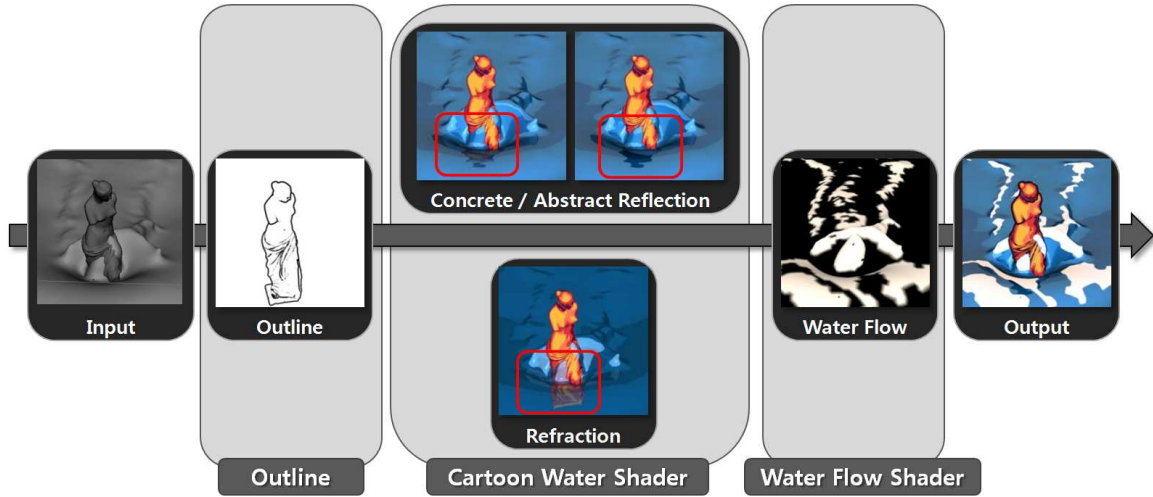 Input
Outline
Concrete / Abstract Reflection
Refraction
Water Flow
Output
Outline
Cartoon Water Shader
Water Flow Shader